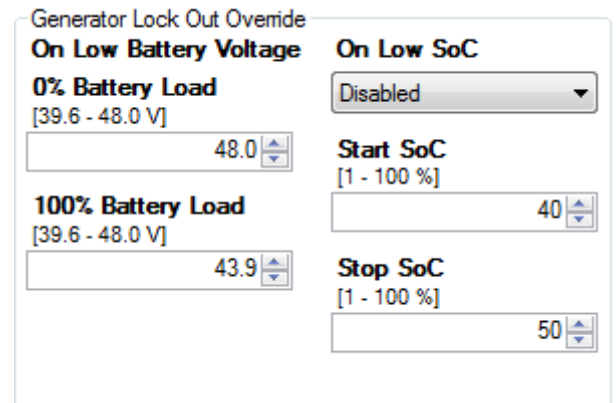 Generator Lock Out Override
On Low Battery Voltage
0% Battery Load
[39.6 - 48.0 V]
48.0
100% Battery Load
[39.6 - 48.0 V]
43.9
On Low SoC
Disabled
Start SoC
[1 - 100 %]
40
Stop SoC
[1 - 100 %]
50